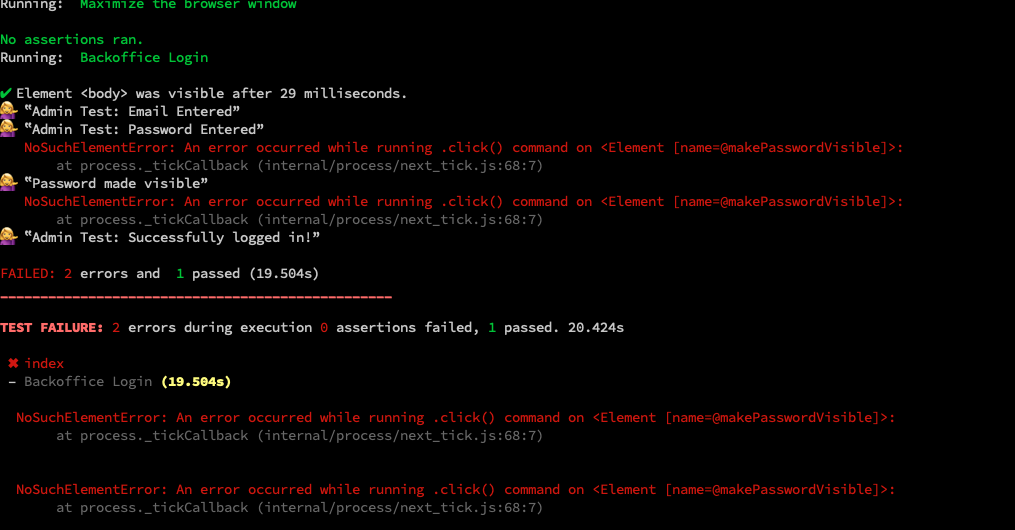 Running:  Maximize the browser window
No assertions ran.
Running:  Backoffice Login
✔ Element <body> was visible after 29 milliseconds.
‟Admin Test: Email Entered”
‟Admin Test: Password Entered”
NoSuchElementError: An error occurred while running .click() command on <Element [name=@makePasswordVisible]>:
at process._tickCallback (internal/process/next_tick.js:68:7)
‟Password made visible”
NoSuchElementError: An error occurred while running .click() command on <Element [name=@makePasswordVisible]>:
at process._tickCallback (internal/process/next_tick.js:68:7)
‟Admin Test: Successfully logged in!”
FAILED: 2 errors and  1 passed (19.504s)
_________________________________________________
TEST FAILURE: 2 errors during execution 0 assertions failed, 1 passed. 20.424s
✖ index
– Backoffice Login (19.504s)
NoSuchElementError: An error occurred while running .click() command on <Element [name=@makePasswordVisible]>:
at process._tickCallback (internal/process/next_tick.js:68:7)
NoSuchElementError: An error occurred while running .click() command on <Element [name=@makePasswordVisible]>:
at process._tickCallback (internal/process/next_tick.js:68:7)